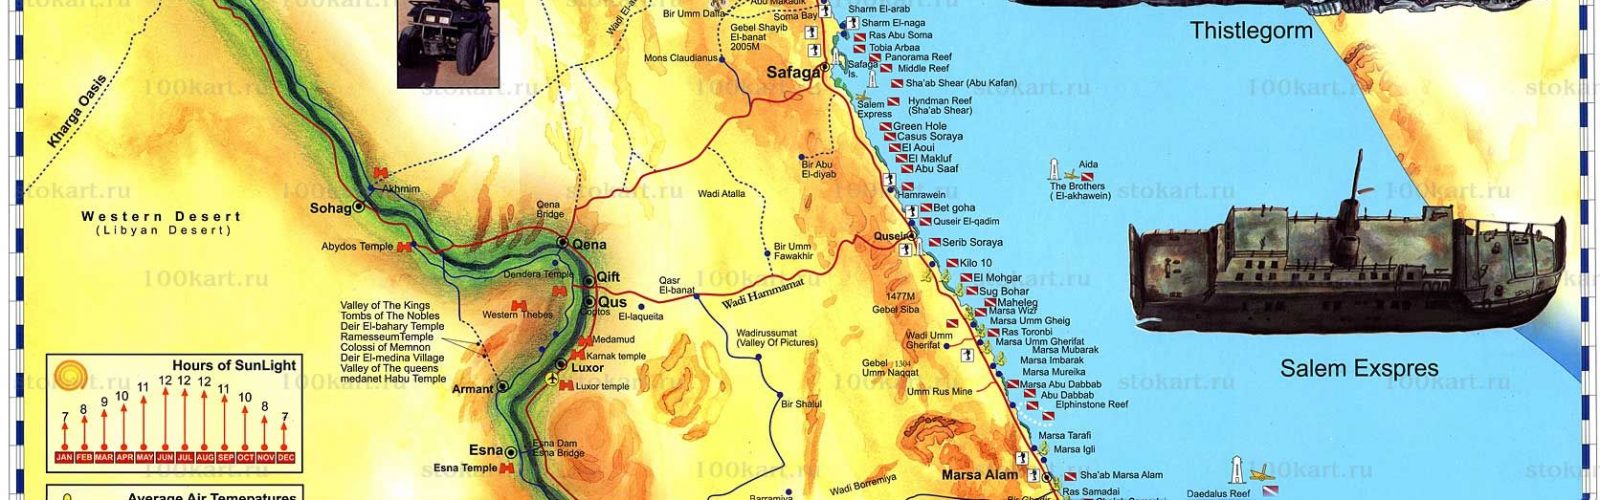 Sharm El-arab
Bir Umm Dalla
Soma Bay
Sharm El-naga
Gebel Shayib
El-banat
2005M
Ras Abu Soma
Tobia Arbaa
Panorama Reef
Middle Reef
Mons Claudianus
Safaga
Safaga
Is.
Sha'ab Shear (Abu Kafan)
Salem
Express
Hyndman Reef
(Sha'ab Shear)
Green Hole
Casus Soraya
El Aoui
El Makluf
Abu Saaf
Hamrawein
Bet goha
Quseir El-qadim
Quseir
Serib Soraya
Kilo 10
El Mohgar
Sug Bohar
Maheleg
Marsa Wizr
Marsa Umm Gheig
Ras Toronbi
Marsa Umm Gherifat
Marsa Mubarak
Marsa Imbarak
Marsa Mureika
Marsa Abu Dabbab
Abu Dabbab
Elphinstone Reef
Marsa Tarafi
Marsa Igli
Marsa Alam
Sha'ab Marsa Alam
Ras Samadai
Thistlegorm
Aida
The Brothers
( El-akhawein)
Salem Exspres
Daedalus Reef
Kharga Oasis
Western Desert
(Libyan Desert)
Akhmim
Sohag
Abydos Temple
Qena
Bridge
Qena
Dendera Temple
Qift
Qus
Coptos
Western Thebes
El-laqueita
Qasr
El-banat
Wadi Hammanat
Wadi Atalla
Bir Abu
El-diyab
Bir Umm
Fawakhir
1477M
Gebel Siba
Wadirussumat
(Valley Of Pictures)
Wadi Umm
Gherifat
Gebel 1304
Umm Naqqat
Umm Rus Mine
Bir Shalul
Wadi Borremiya
Barramiya
Valley of The Kings
Tombs of The Nobles
Deir El-bahary Temple
RamesseumTemple
Colossi of Memnon
Deir El-medina Village
Valley of The queens
medanet Habu Temple
Medamud
Karnak temple
Luxor
Luxor temple
Armant
Esna
Esna Dam
Esna Bridge
Esna Temple
Hours of SunLight
7 8 9 10 11 12 12 12 11 10 8 7
JAN FEB MAR APR MAY JUN JUL AUG SEP OCT NOV DEC
Average Air Temepatures
100kart.ru
stokart.ru